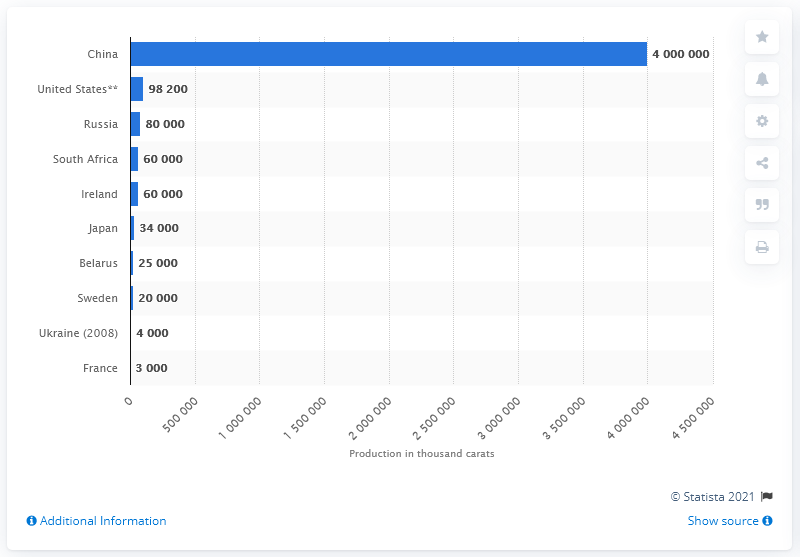 China 4 000 000
United States** 98 200
Russia 80 000
South Africa 60 000
Ireland 60 000
Japan 34 000
Belarus 25 000
Sweden 20 000
Ukraine (2008) 4 000
France 3 000
0 500 000 1 000 000 1 500 000 2 000 000 2 500 000 3 000 000 3 500 000 4 000 000 4 500 000
Production in thousand carats
© Statista 2021
Additional Information Show source